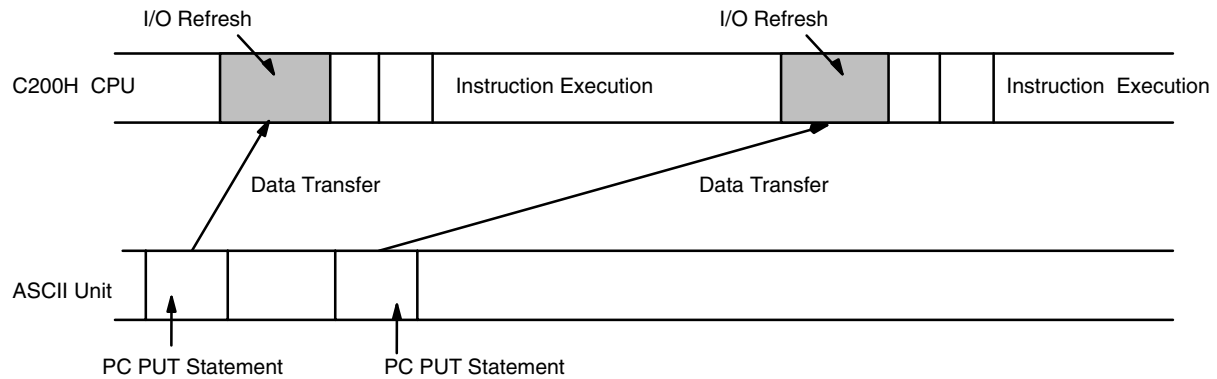 I/O Refresh
I/O Refresh
C200H CPU
Instruction Execution
Instruction Execution
Data Transfer
Data Transfer
ASCII Unit
PC PUT Statement
PC PUT Statement